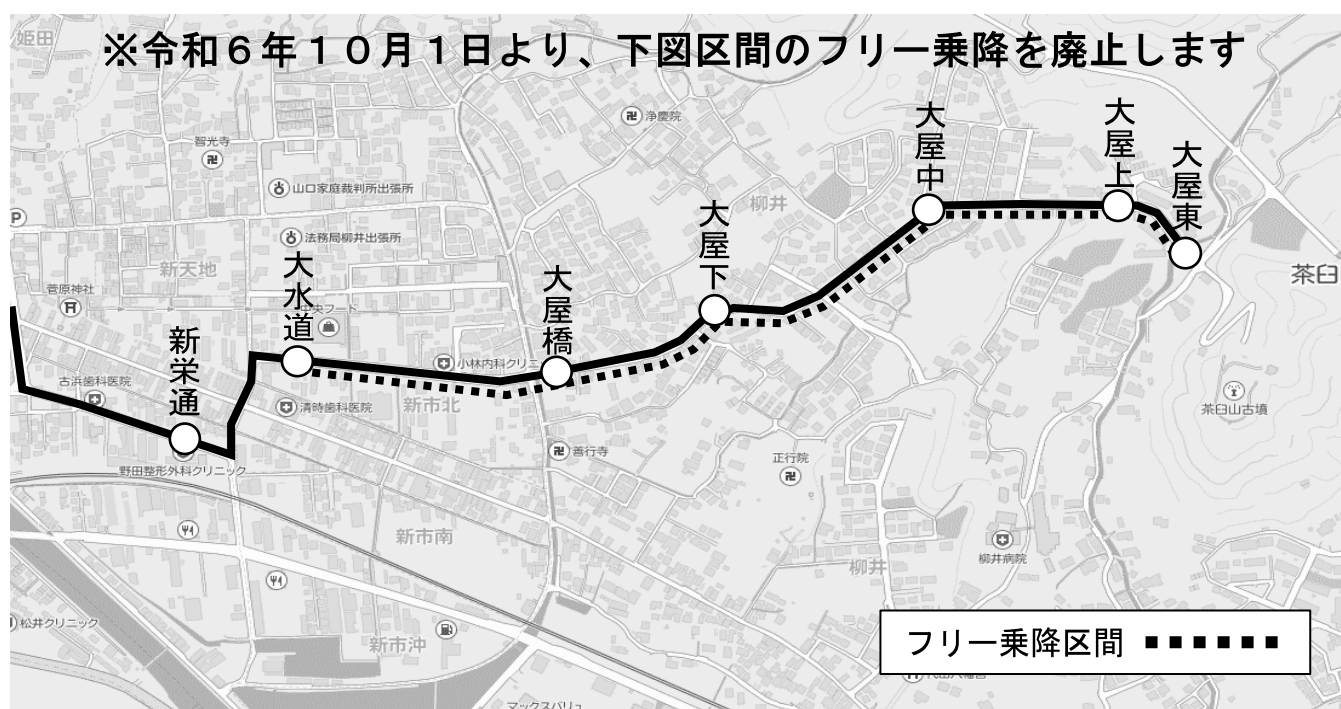 ※令和６年１０月１日より、下図区間のフリー乗降を廃止します
姫田
智光寺
浄慶院
山口家庭裁判所出張所
P
法務局柳井出張所
新天地
菅原神社
大水道
新栄通
大屋橋
大屋下
大屋中
大屋上
大屋東
柳井
茶臼
小林内科クリニ
古浜歯科医院
清時歯科医院
新市北
茶臼山古墳
野田整形外科クリニック
善行寺
正行院
新市南
柳井病院
柳井
松井クリニック
新市沖
フリー乗降区間
マックスバリュ